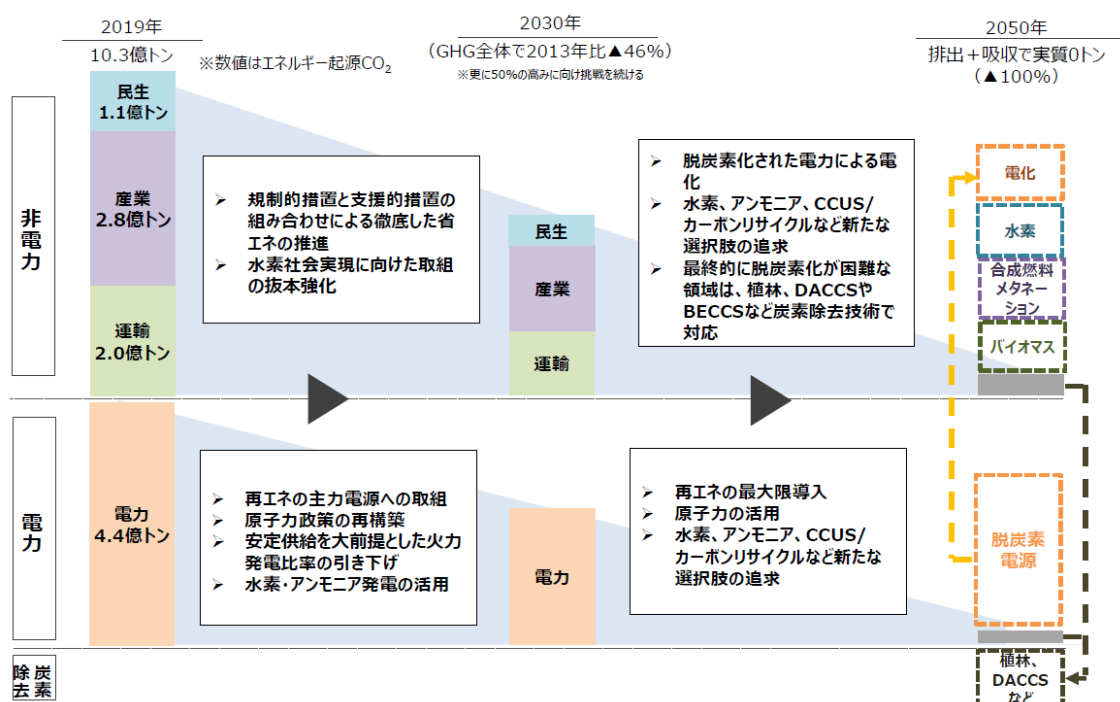 2019年
10.3億トン
※数値はエネルギー起源CO2
2030年
(GHG全体で2013年比▲46%)
※更に50%の高みに向け挑戦を続ける
2050年
排出+吸収で実質0トン
(▲100%)
非電力
民生
1.1億トン
産業
2.8億トン
運輸
2.0億トン
➢ 規制的措置と支援的措置の
組み合わせによる徹底した省
エネの推進
➢ 水素社会実現に向けた取組
の抜本強化
民生
産業
運輸
➢ 脱炭素化された電力による電
化
➢ 水素、アンモニア、CCUS/
カーボンリサイクルなど新たな
選択肢の追求
➢ 最終的に脱炭素化が困難な
領域は、植林、DACCSや
BECCSなど炭素除去技術で
対応
電化
水素
合成燃料
メタネー
ション
バイオマス
電力
電力
4.4億トン
➢ 再エネの主力電源への取組
➢ 原子力政策の再構築
➢ 安定供給を大前提とした火力
発電比率の引き下げ
➢ 水素・アンモニア発電の活用
電力
➢ 再エネの最大限導入
➢ 原子力の活用
➢ 水素、アンモニア、CCUS/
カーボンリサイクルなど新たな
選択肢の追求
脱炭素
電源
炭素
除去
植林、
DACCS
など